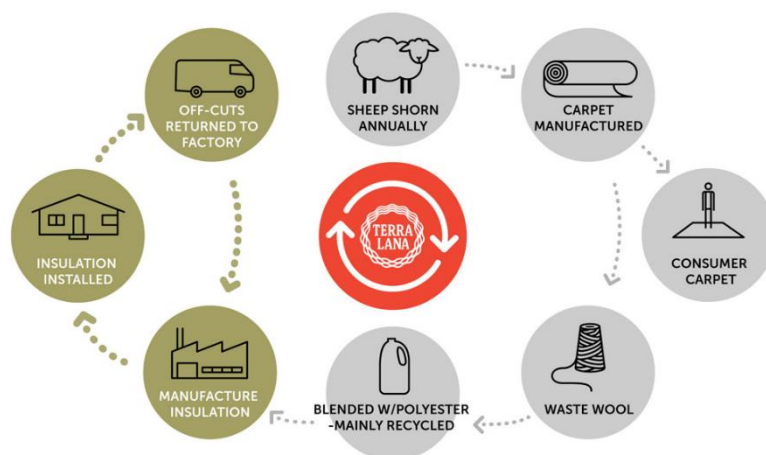 OFF-CUTS
RETURNED TO
FACTORY
SHEEP SHORN
ANNUALLY
CARPET
MANUFACTURED
INSULATION
INSTALLED
TERRA
LANA
CONSUMER
CARPET
MANUFACTURE
INSULATION
BLENDED W/POLYESTER
-MAINLY RECYCLED
WASTE WOOL